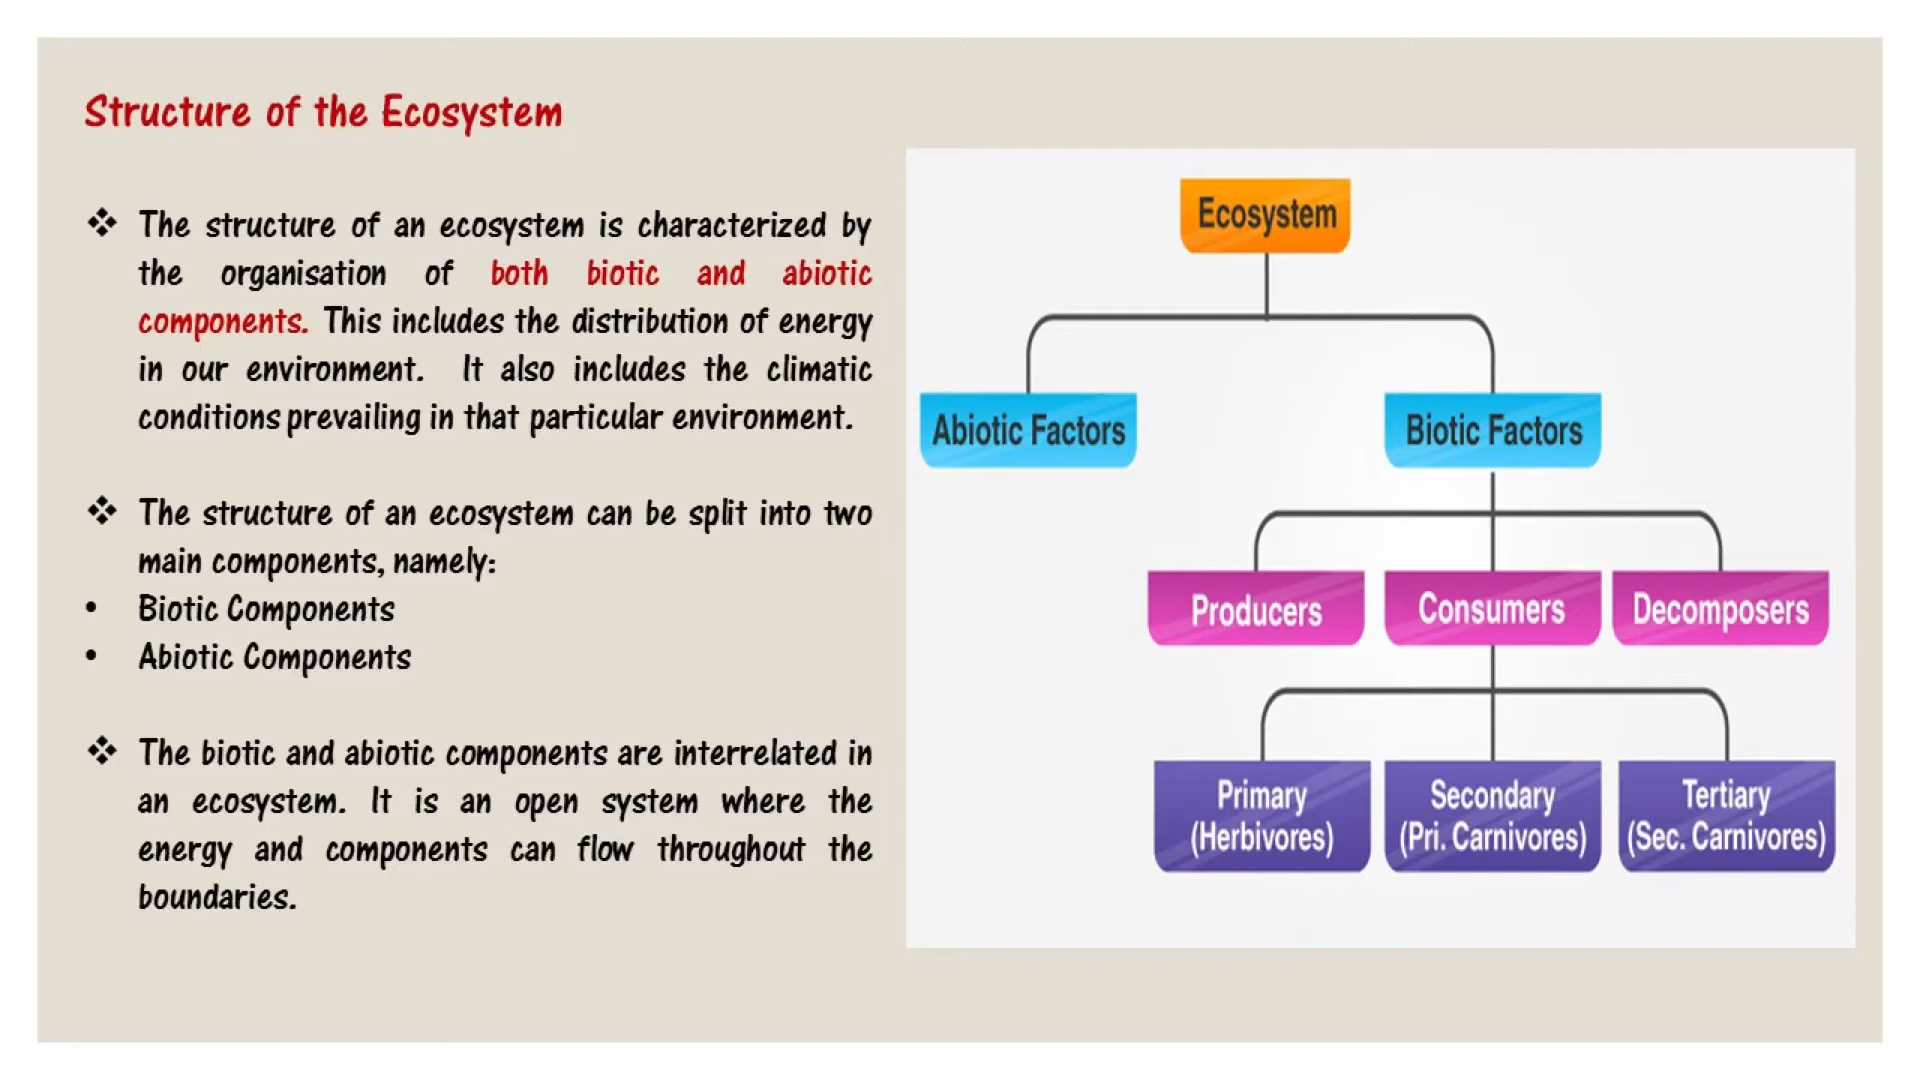 Structure of the Ecosystem
❖ The structure of an ecosystem is characterized by
the organisation of both biotic and abiotic
components. This includes the distribution of energy
in our environment. It also includes the climatic
conditions prevailing in that particular environment.
❖ The structure of an ecosystem can be split into two
main components, namely:
• Biotic Components
• Abiotic Components
❖ The biotic and abiotic components are interrelated in
an ecosystem. It is an open system where the
energy and components can flow throughout the
boundaries.
Ecosystem
Abiotic Factors
Biotic Factors
Producers
Consumers
Decomposers
Primary
(Herbivores)
Secondary
(Pri. Carnivores)
Tertiary
(Sec. Carnivores)